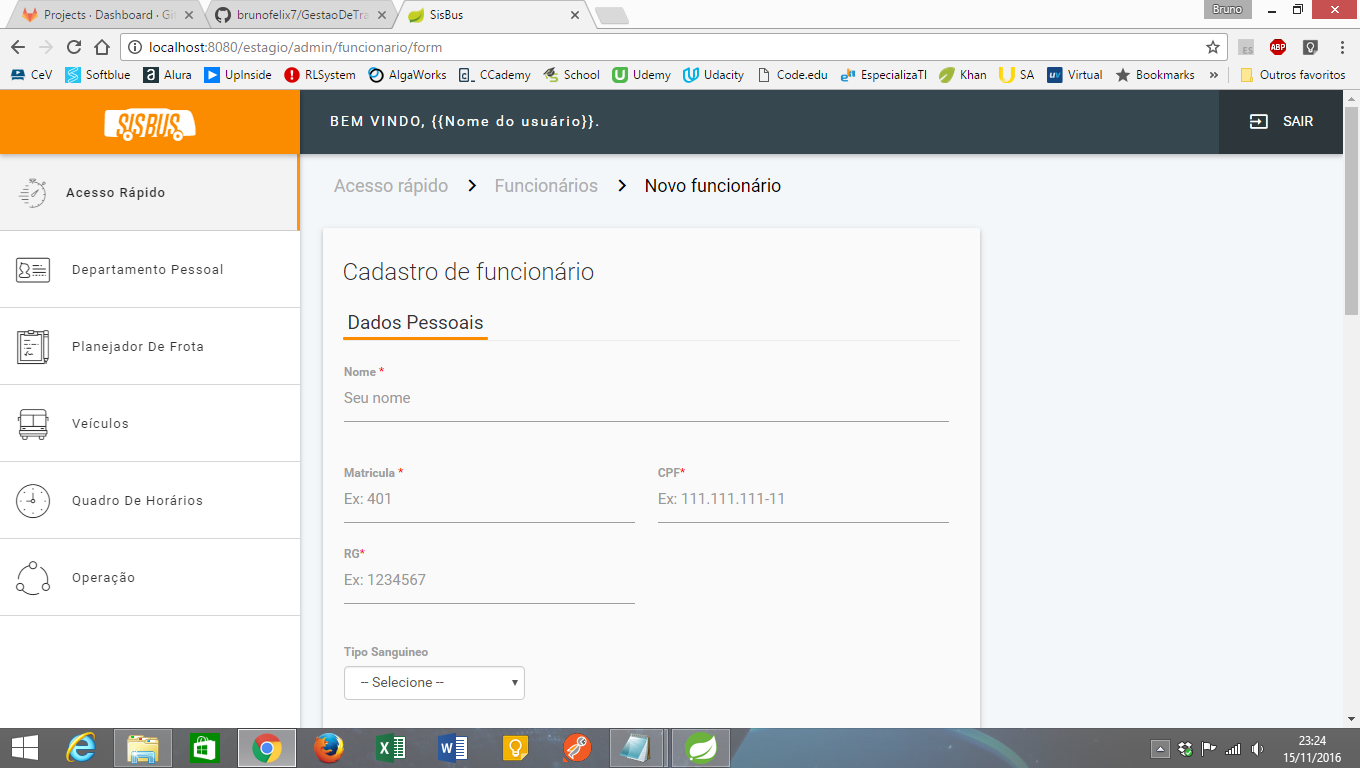 Projects · Dashboard · Gi
brunofelix7/GestaoDeTra
SisBus
Bruno
localhost:8080/estagio/admin/funcionario/form
ES
ABP
CeV
Softblue
Alura
UpInside
RLSystem
AlgaWorks
CCademy
School
Udemy
Udacity
Code.edu
EspecializaTI
Khan
SA
Virtual
Bookmarks
»
Outros favoritos
SISBUS
BEM VINDO, {{Nome do usuário}}.
SAIR
Acesso Rápido
Departamento Pessoal
Planejador De Frota
Veículos
Quadro De Horários
Operação
Acesso rápido
Funcionários
Novo funcionário
Cadastro de funcionário
Dados Pessoais
Nome *
Seu nome
Matricula *
CPF*
Ex: 401
Ex: 111.111.111-11
RG*
Ex: 1234567
Tipo Sanguineo
-- Selecione --
23:24
15/11/2016